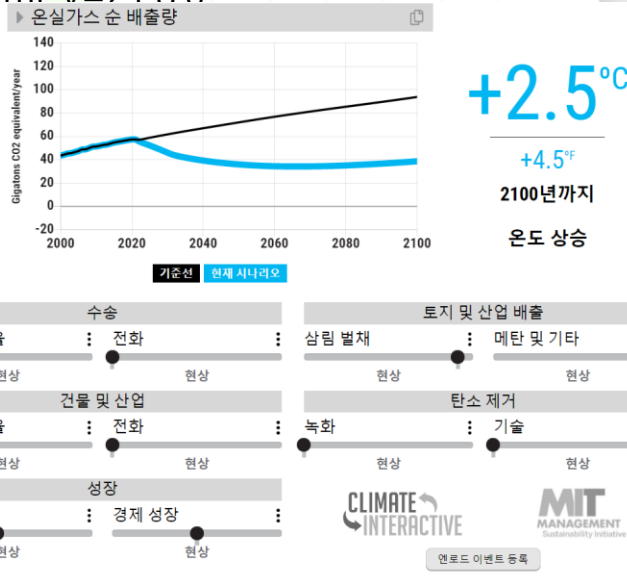 온실가스 순 배출량
140
120
100
80
60
40
20
0
-20
Gigatons CO2 equivalent/year
2000 2020 2040 2060 2080 2100
기준선 현재 시나리오
+2.5°C
+4.5°F
2100년까지
온도 상승
수송 토지 및 산업 배출
전화 삼림 벌채 메탄 및 기타
현상 현상 현상
건물 및 산업 탄소 제거
전화 녹화 기술
현상 현상 현상
성장
경제 성장
현상
CLIMATE
INTERACTIVE
MIT
MANAGEMENT
Sustainability Initiative
엔로드 이벤트 등록